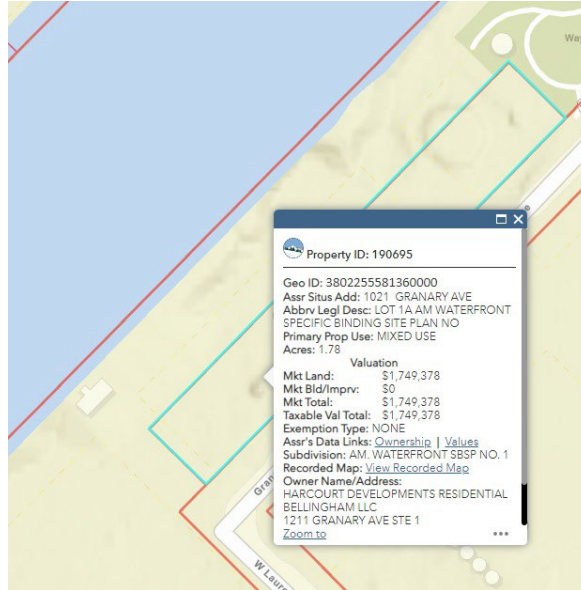 Way
Property ID: 190695
Geo ID: 3802255581360000
Assr Situs Add: 1021 GRANARY AVE
Abbrv Legl Desc: LOT 1A AM WATERFRONT
SPECIFIC BINDING SITE PLAN NO
Primary Prop Use: MIXED USE
Acres: 1.78
Valuation
Mkt Land: $1,749,378
Mkt Bld/Imprv: $0
Mkt Total: $1,749,378
Taxable Val Total: $1,749,378
Exemption Type: NONE
Assr's Data Links: Ownership | Values
Subdivision: AM. WATERFRONT SBSP NO. 1
Recorded Map: View Recorded Map
Owner Name/Address:
HARCOURT DEVELOPMENTS RESIDENTIAL
BELLINGHAM LLC
1211 GRANARY AVE STE 1
Zoom to
Gran
W Laure